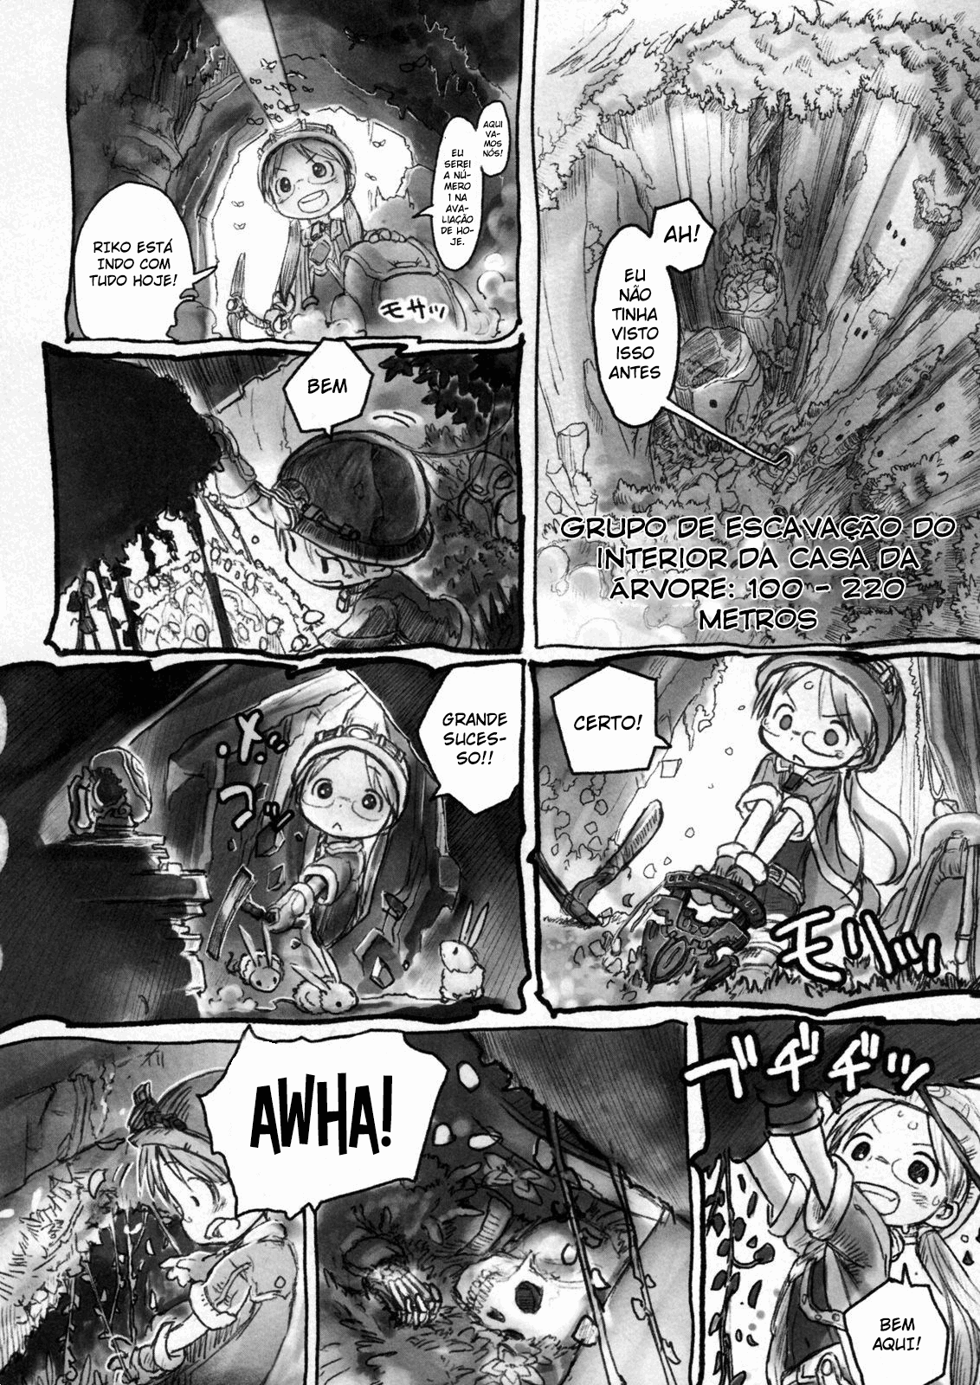 AH!
EU
NÃO
TINHA
VISTO
ISSO
ANTES
GRUPO DE ESCAVAÇÃO DO
INTERIOR DA CASA DA
ÁRVORE: 100 - 220
METROS
AQUI
VA-
MOS
NÓS!
EU
SEREI
A NÚ-
MERO
1 NA
AVA-
LIAÇÃO
DE HO-
JE.
RIKO ESTÁ
INDO COM
TUDO HOJE!
モサッ
BEM
CERTO!
モリッ
GRANDE
SUCES-
SO!!
コッ
ブチチッ
BEM
AQUI!
AWHA!